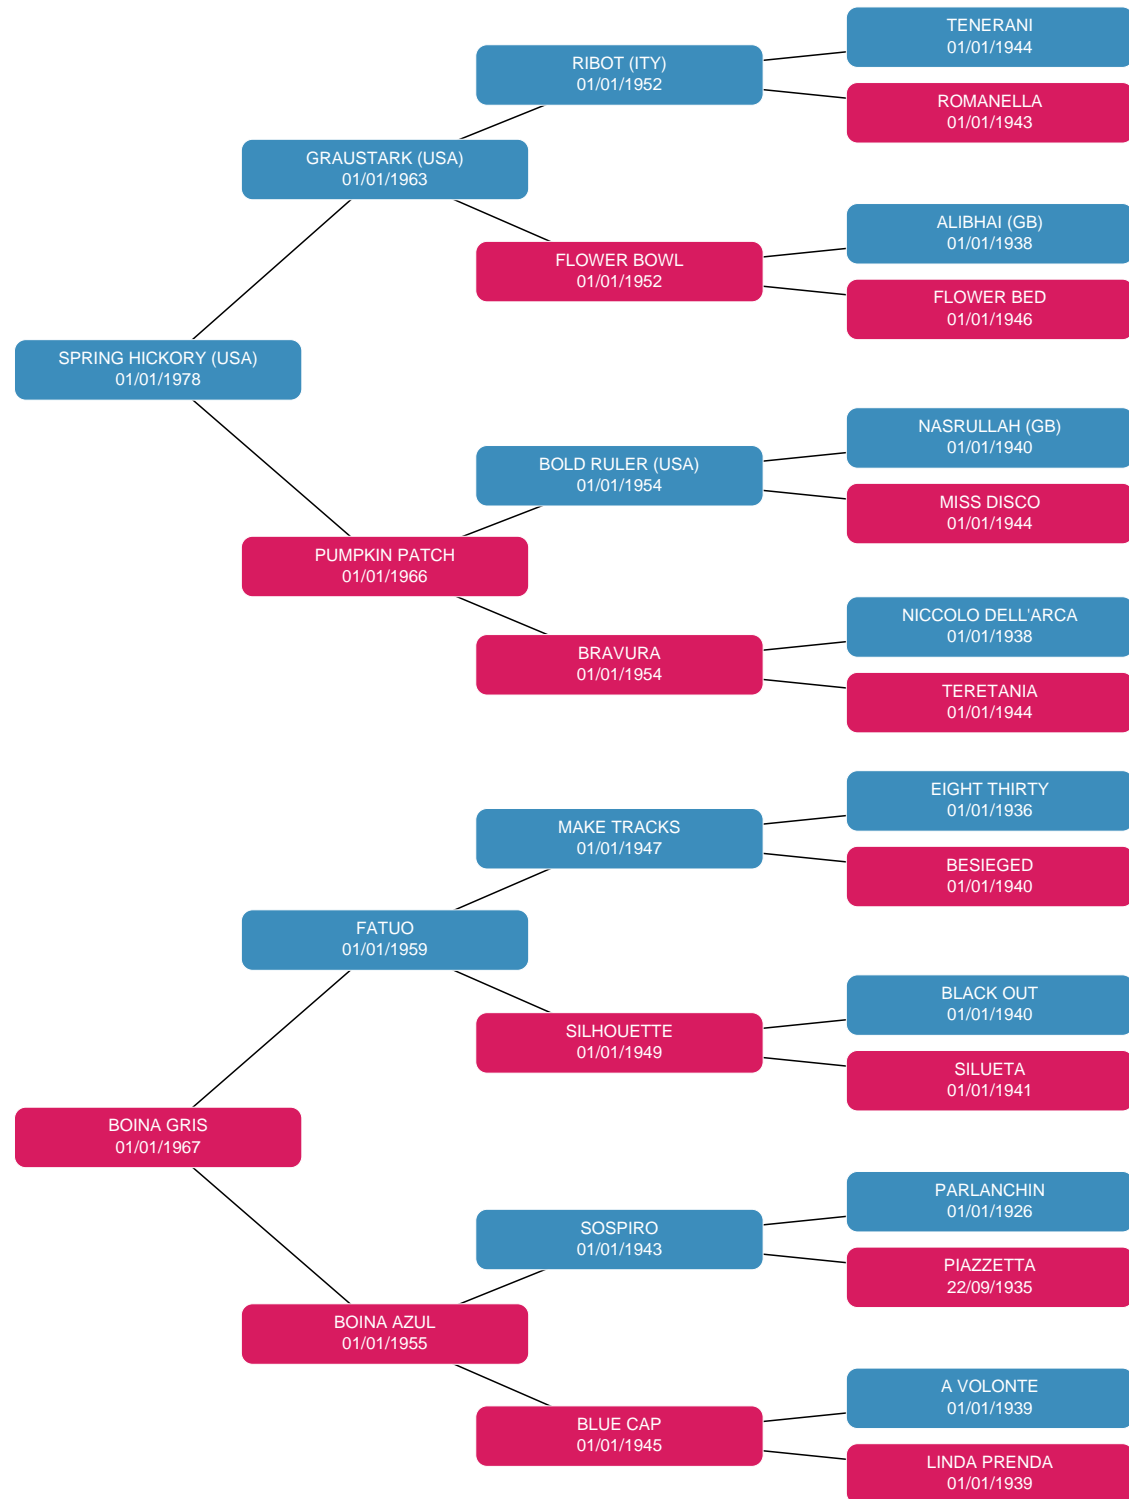 TENERANI
01/01/1944
RIBOT (ITY)
01/01/1952
ROMANELLA
01/01/1943
GRAUSTARK (USA)
01/01/1963
ALIBHAI (GB)
01/01/1938
FLOWER BOWL
01/01/1952
FLOWER BED
01/01/1946
SPRING HICKORY (USA)
01/01/1978
NASRULLAH (GB)
01/01/1940
BOLD RULER (USA)
01/01/1954
MISS DISCO
01/01/1944
PUMPKIN PATCH
01/01/1966
NICCOLO DELL'ARCA
01/01/1938
BRAVURA
01/01/1954
TERETANIA
01/01/1944
EIGHT THIRTY
01/01/1936
MAKE TRACKS
01/01/1947
BESIEGED
01/01/1940
FATUO
01/01/1959
BLACK OUT
01/01/1940
SILHOUETTE
01/01/1949
SILUETA
01/01/1941
BOINA GRIS
01/01/1967
PARLANCHIN
01/01/1926
SOSPIRO
01/01/1943
PIAZZETTA
22/09/1935
BOINA AZUL
01/01/1955
A VOLONTE
01/01/1939
BLUE CAP
01/01/1945
LINDA PRENDA
01/01/1939